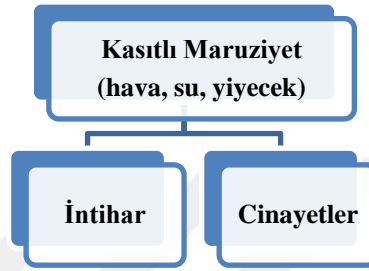 Kasıtlı Maruziyet
(hava, su, yiyecek)
İntihar
Cinayetler